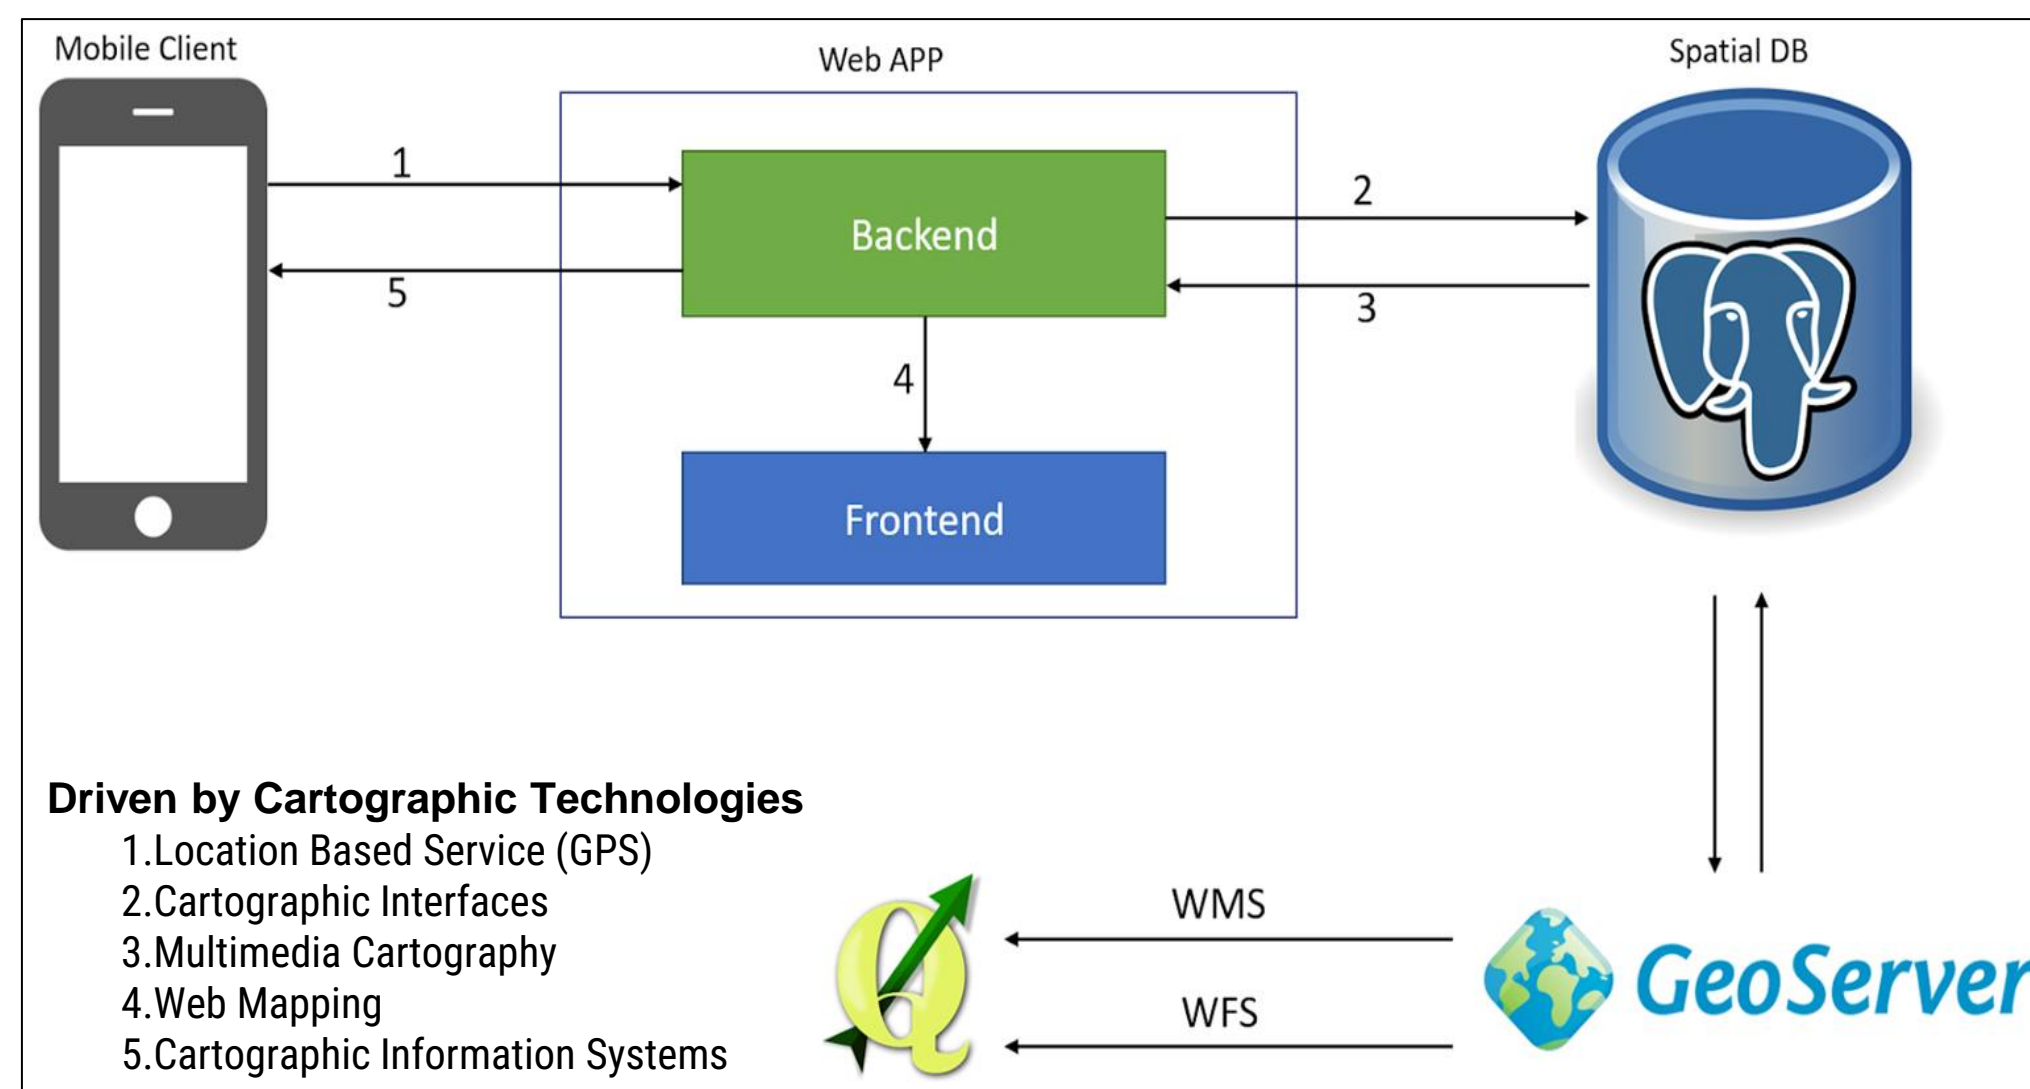 Mobile Client
Web APP
Spatial DB
1
Backend
2
5
3
4
Frontend
Driven by Cartographic Technologies
1.Location Based Service (GPS)
2.Cartographic Interfaces
3.Multimedia Cartography
4.Web Mapping
5.Cartographic Information Systems
WMS
WFS
GeoServer